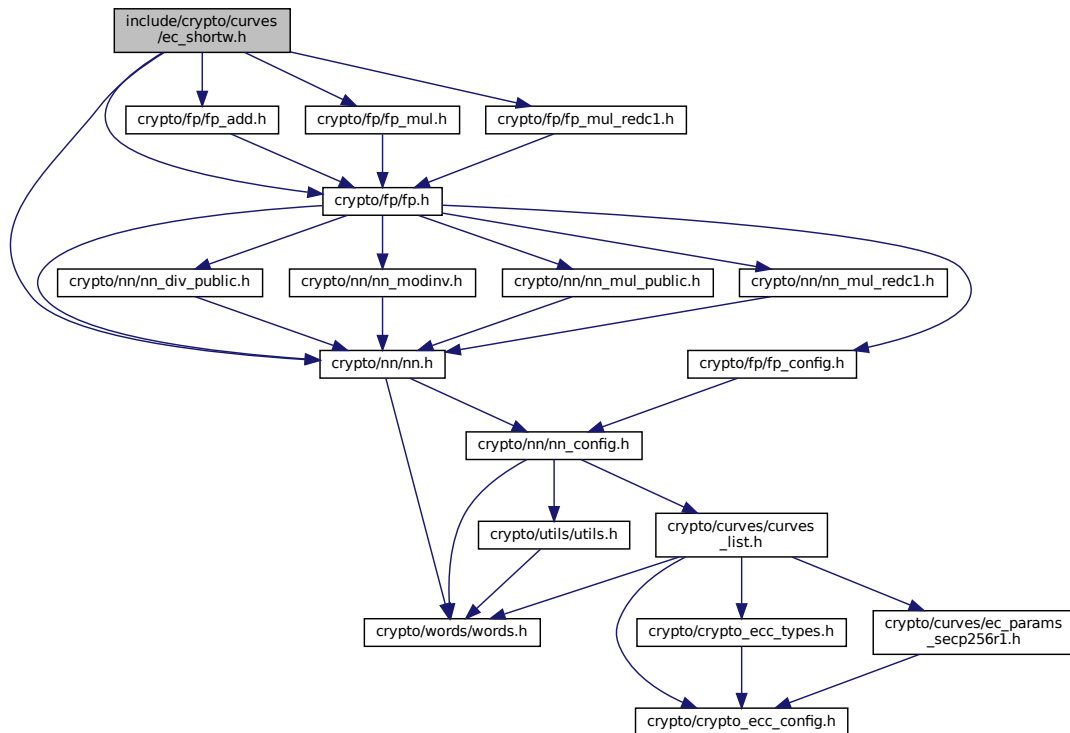 include/crypto/curves
/ec_shortw.h
crypto/fp/fp_add.h
crypto/fp/fp_mul.h
crypto/fp/fp_mul_redc1.h
crypto/fp/fp.h
crypto/nn/nn_div_public.h
crypto/nn/nn_modinv.h
crypto/nn/nn_mul_public.h
crypto/nn/nn_mul_redc1.h
crypto/nn/nn.h
crypto/fp/fp_config.h
crypto/nn/nn_config.h
crypto/utils/utils.h
crypto/curves/curves
_list.h
crypto/words/words.h
crypto/crypto_ecc_types.h
crypto/curves/ec_params
_secp256r1.h
crypto/crypto_ecc_config.h